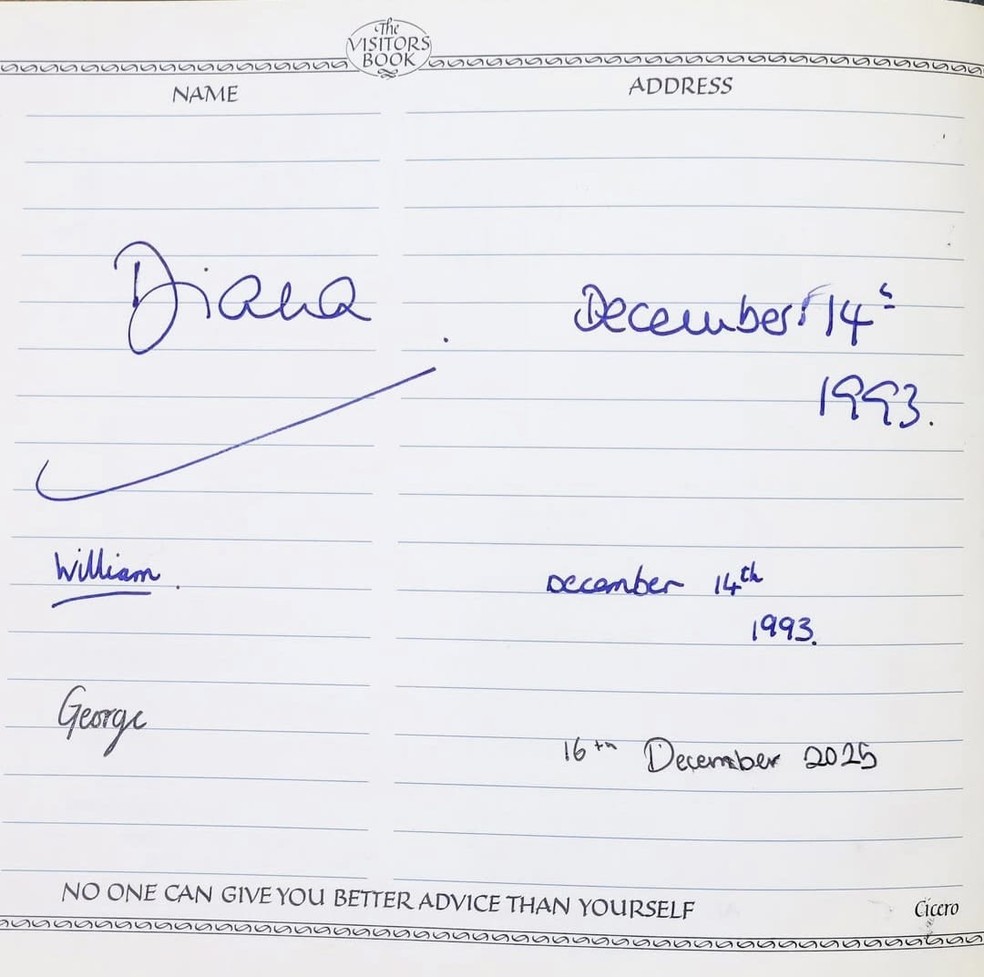 The
VISITORS
BOOK
NAME ADDRESS
Diana. December 14th
1993.
William. December 14th
1993.
George
16th December 2025
NO ONE CAN GIVE YOU BETTER ADVICE THAN YOURSELF Cicero